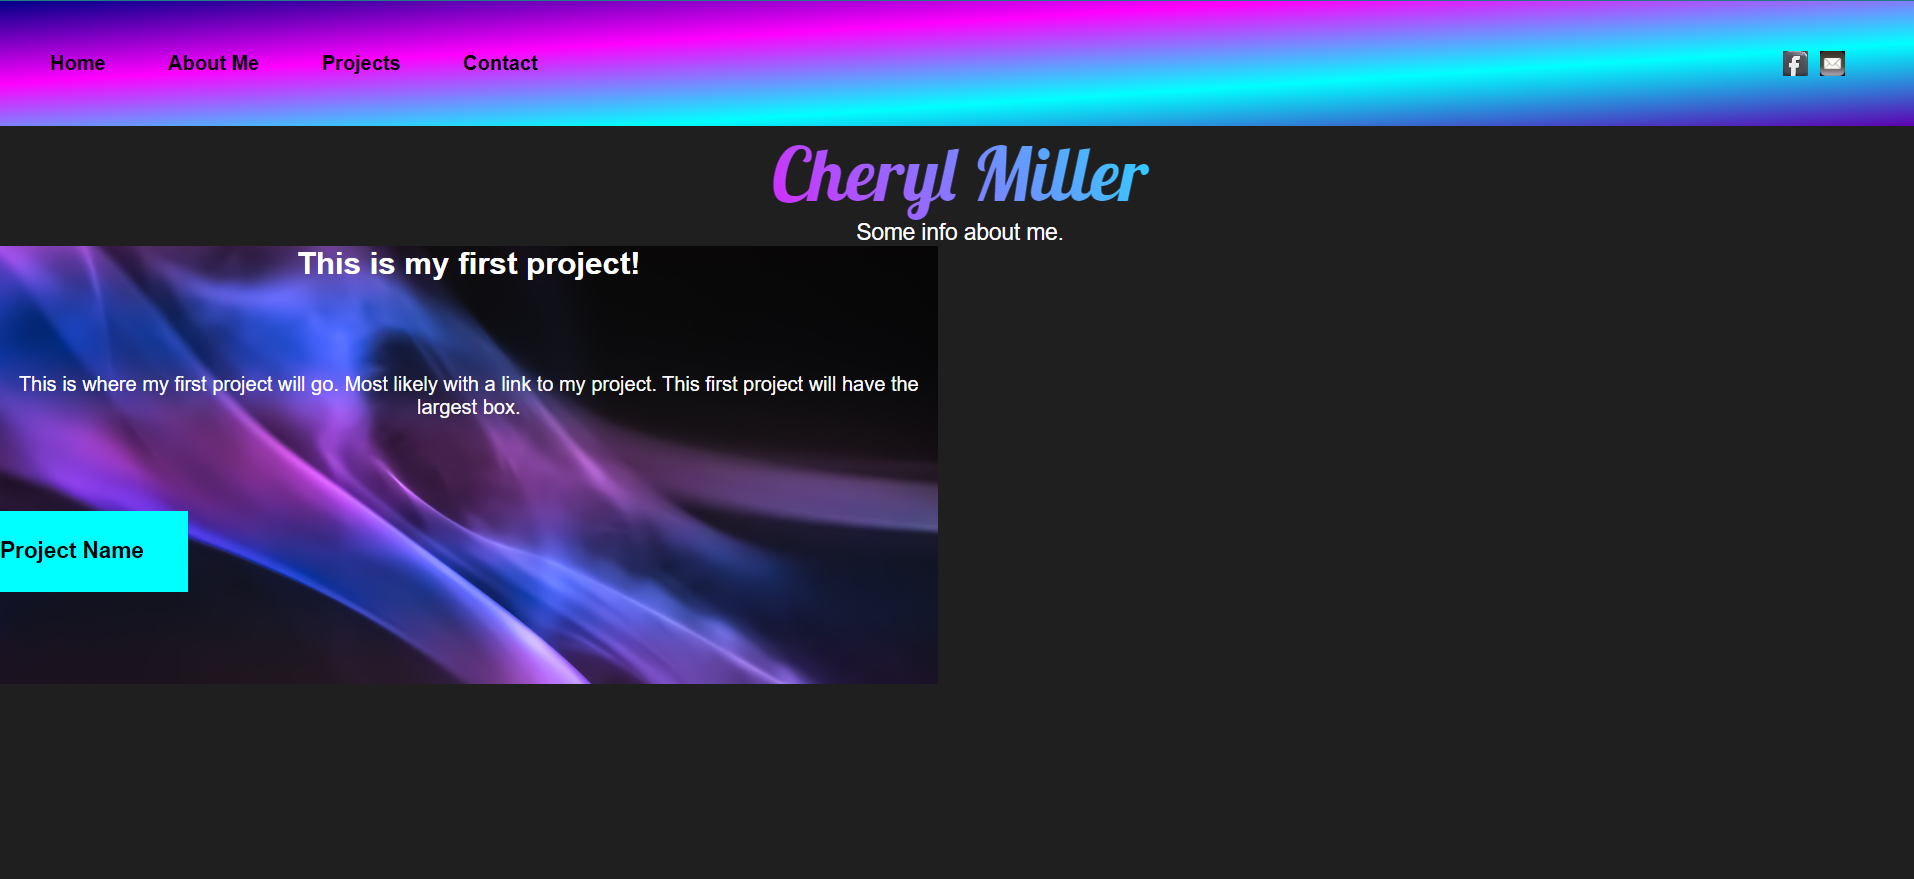 Home About Me Projects Contact
Cheryl Miller
Some info about me.
This is my first project!
This is where my first project will go. Most likely with a link to my project. This first project will have the
largest box.
Project Name